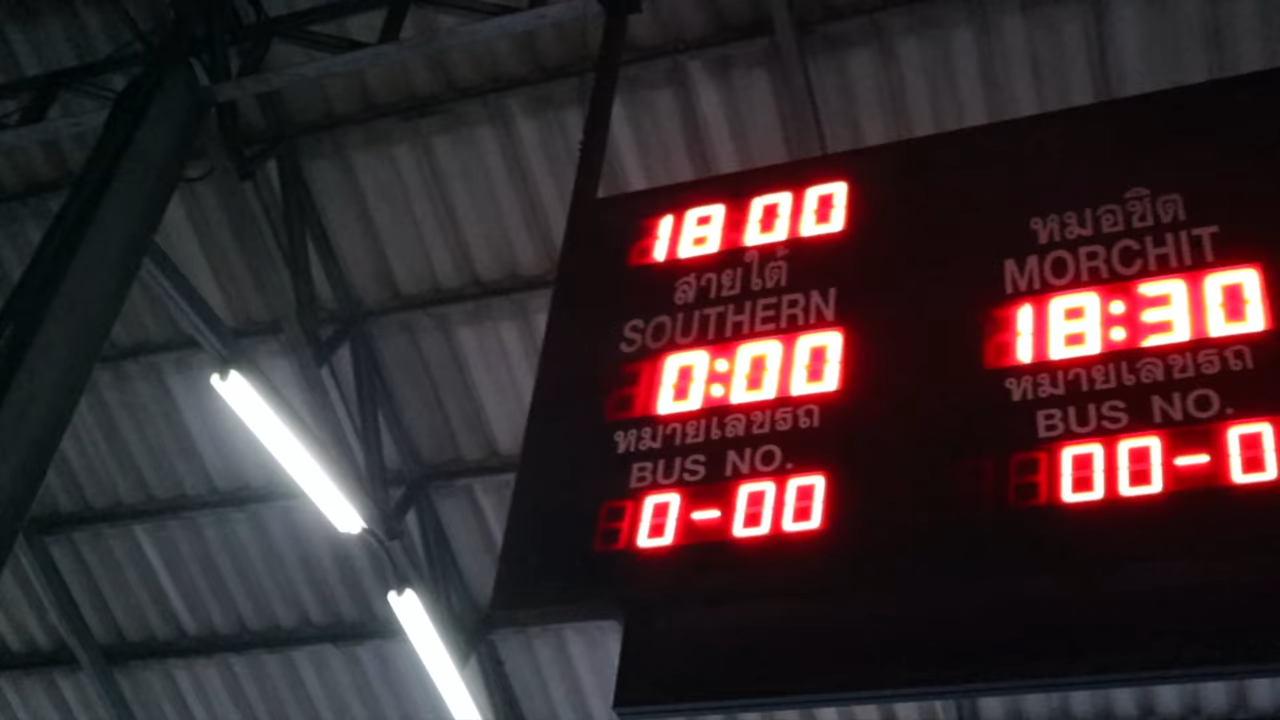 18 00
สายใต้
SOUTHERN
0:00
หมายเลขรถ
BUS NO.
0-00
หมอชิต
MORCHIT
18:30
หมายเลขรถ
BUS NO.
00-0